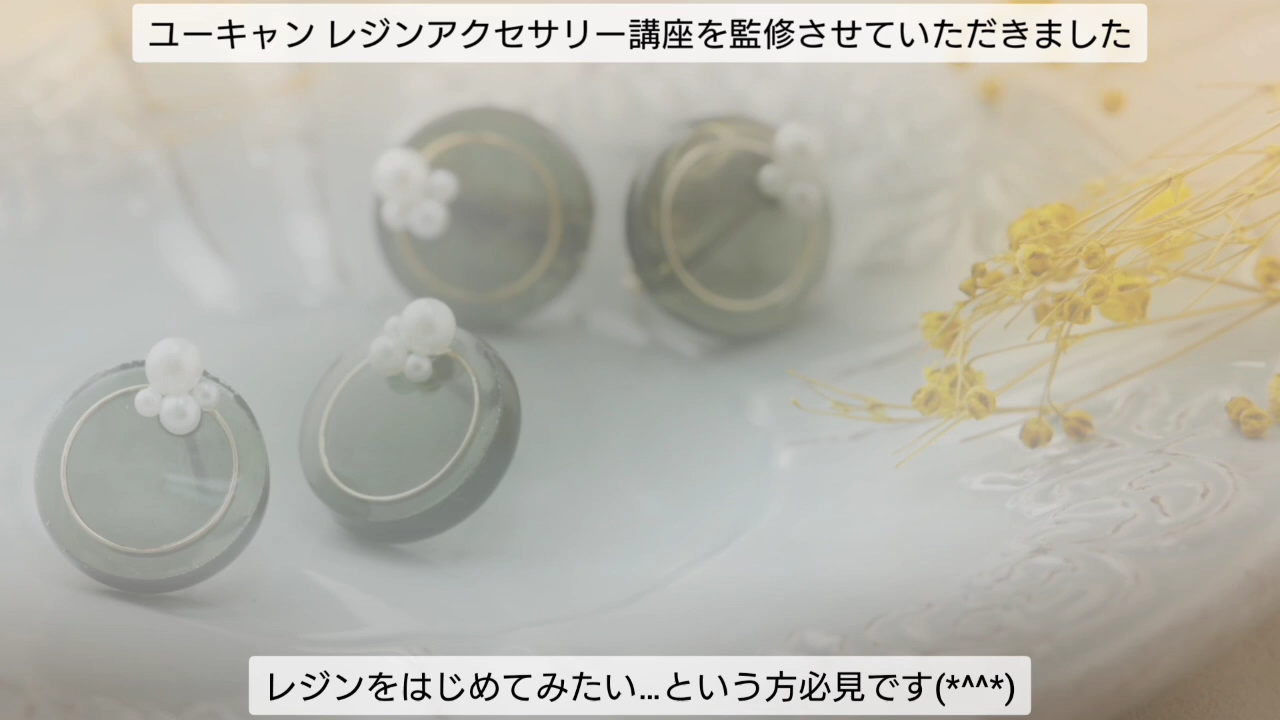 ユーキャン レジンアクセサリー講座を監修させていただきました
レジンをはじめてみたい…という方必見です(*^^*)